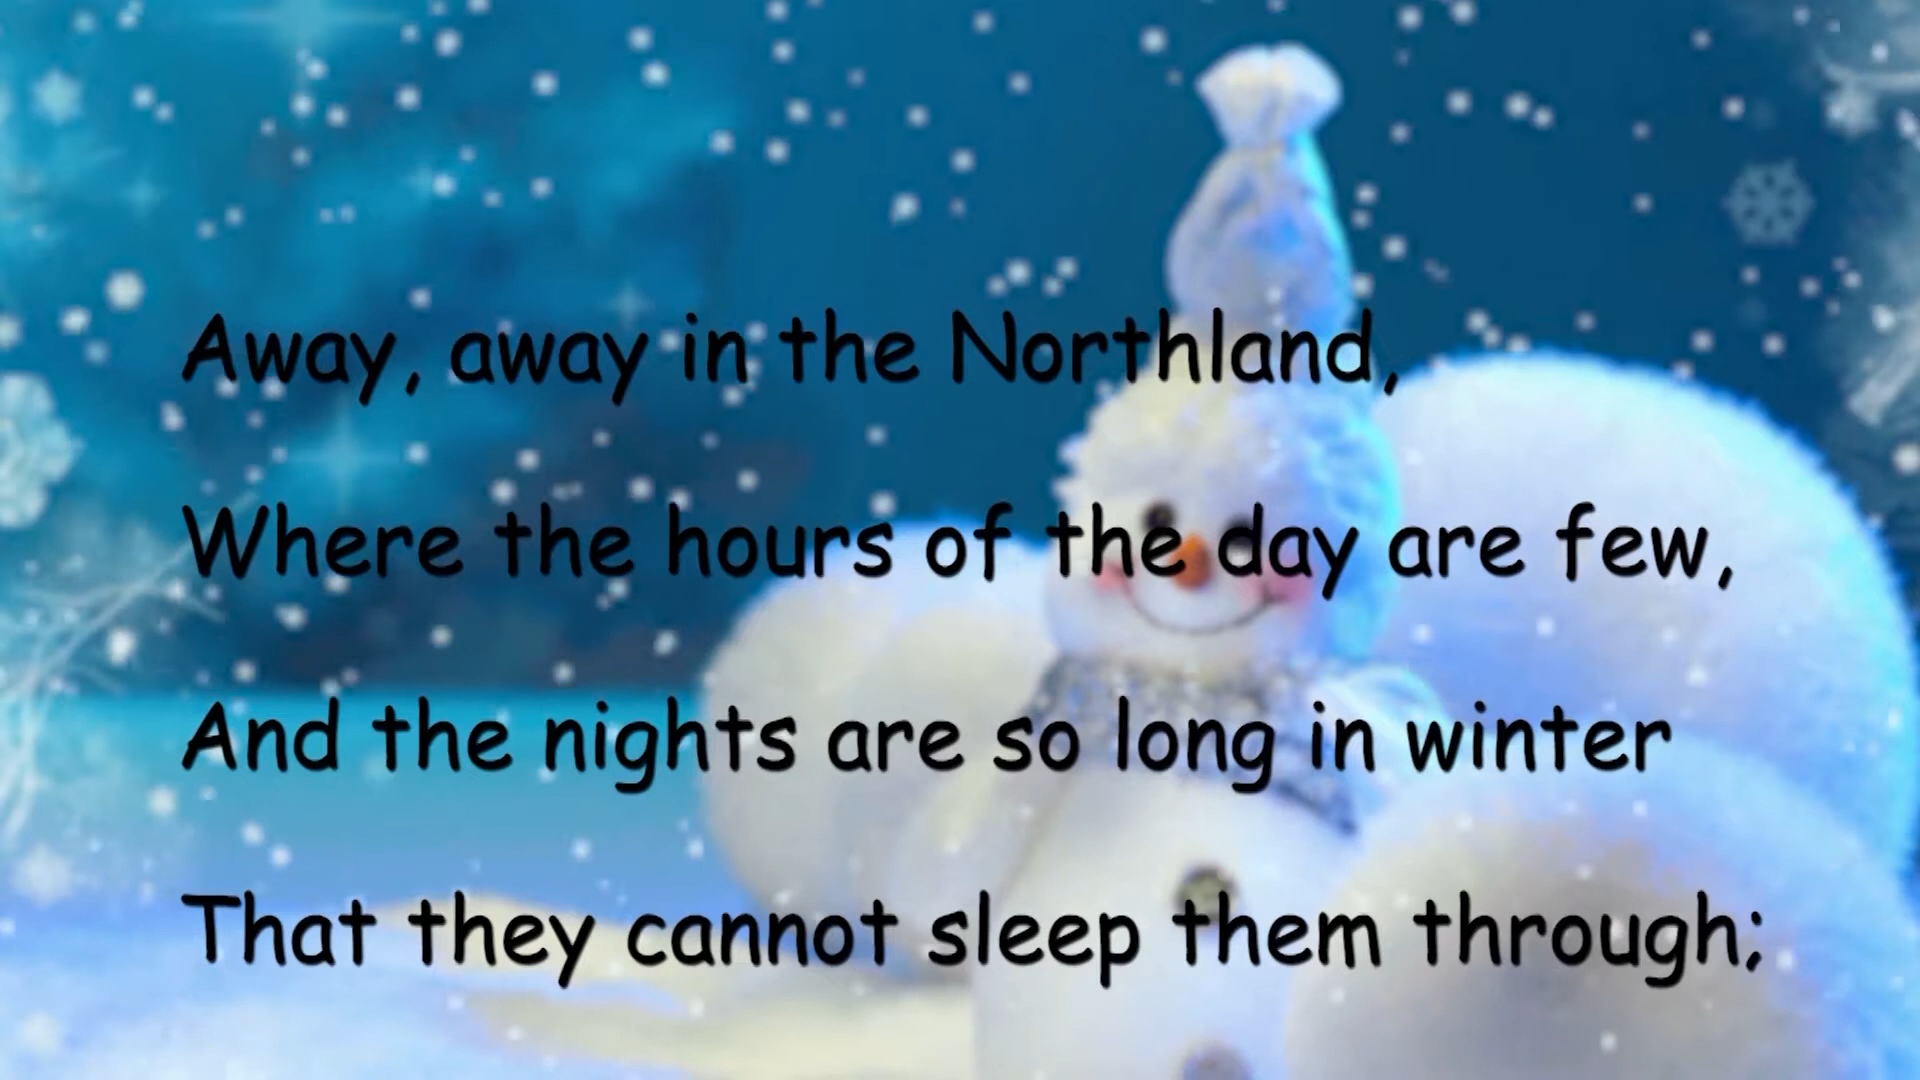 Away, away in the Northland,
Where the hours of the day are few,
And the nights are so long in winter
That they cannot sleep them through;